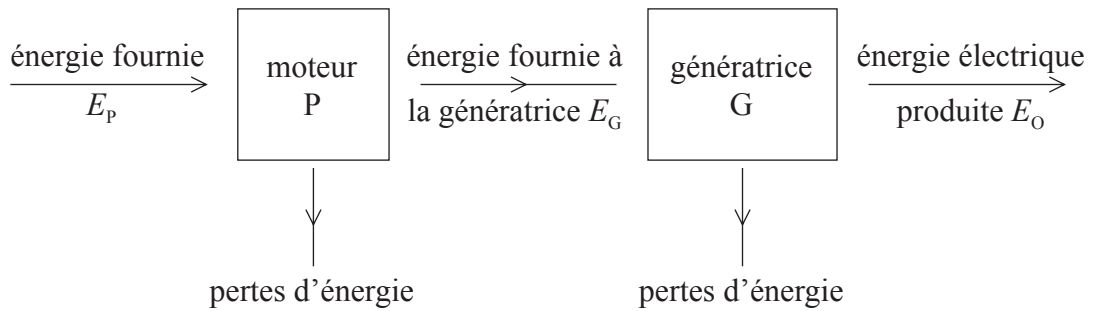 énergie fournie
E_P
moteur
P
énergie fournie à
la génératrice E_G
génératrice
G
énergie électrique
produite E_O
pertes d’énergie
pertes d’énergie